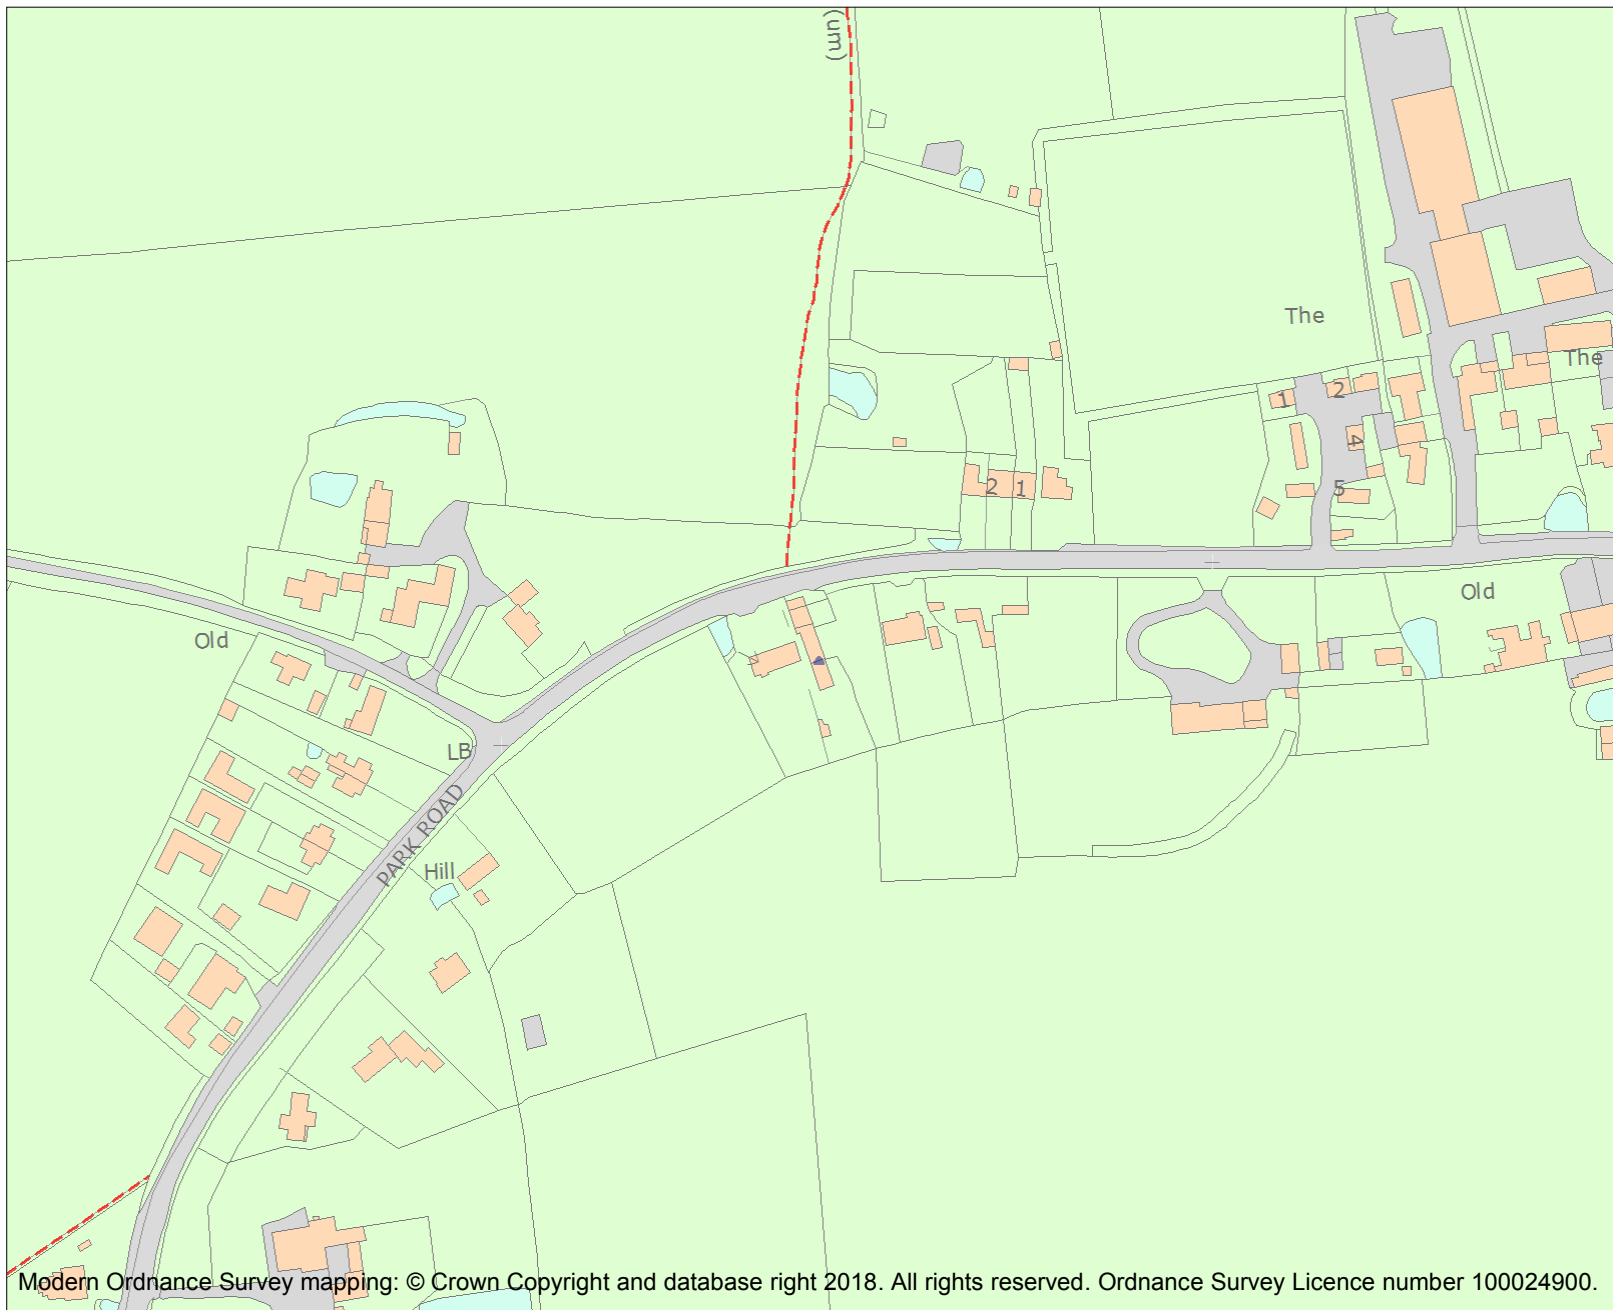 (um)
The
The
1
2
4
5
2
1
Old
Old
LB
PARK ROAD
Hill
Modern Ordnance Survey mapping: © Crown Copyright and database right 2018. All rights reserved. Ordnance Survey Licence number 100024900.